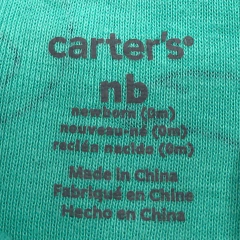 carter's®
nb
newborn (0m)
nouveau-né (0m)
recién nacido (0m)
Made in China
Fabriqué en Chine
Hecho en China